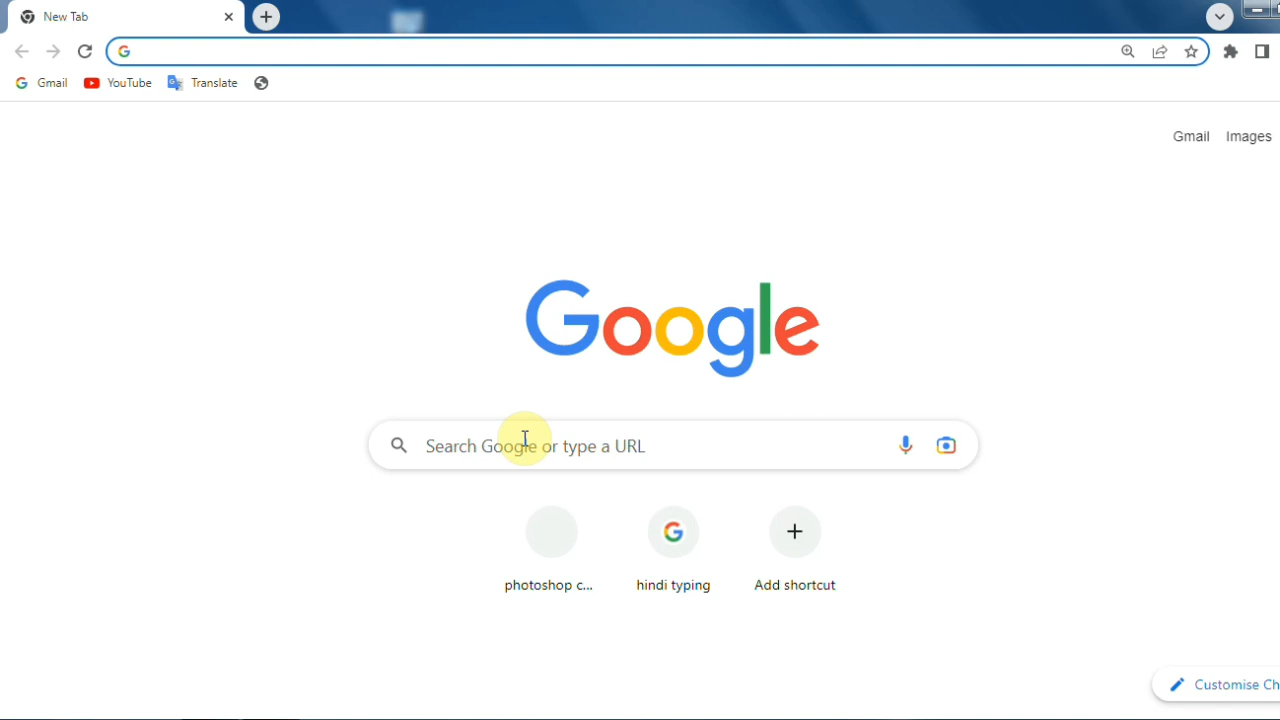 New Tab
Gmail YouTube Translate
Gmail Images
Google
Search Google or type a URL
photoshop c... hindi typing Add shortcut
Customise Ch